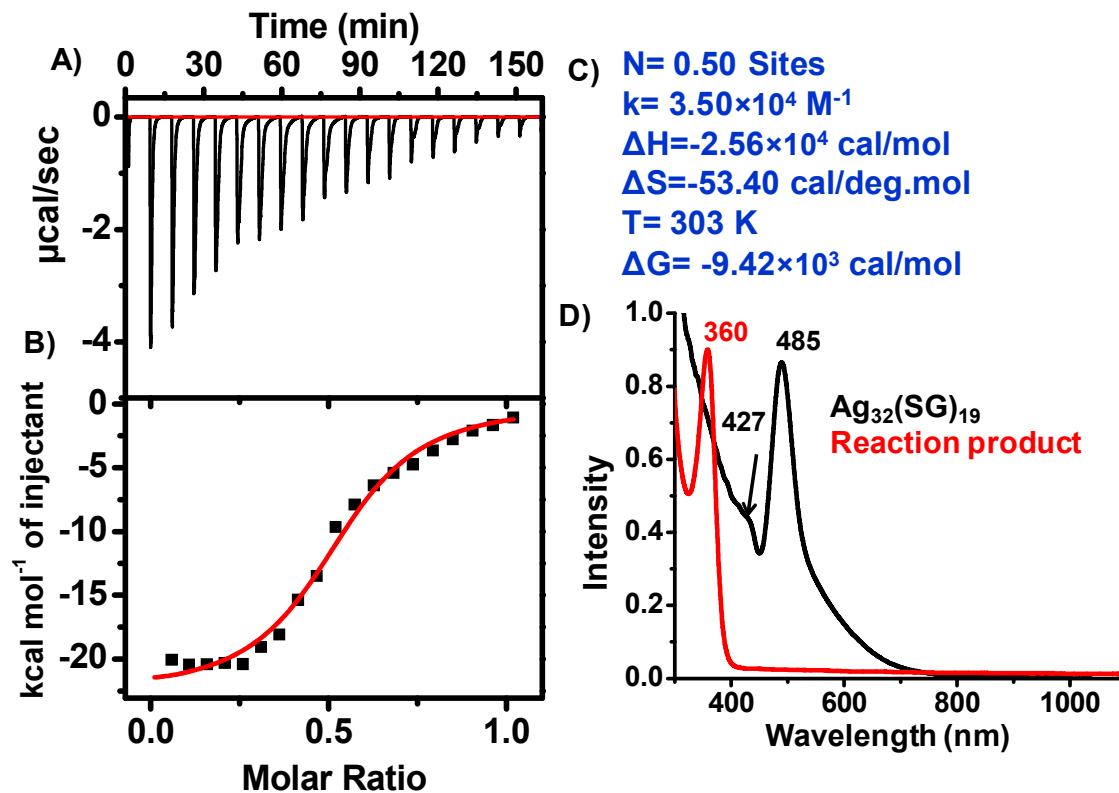 Time (min)
A)
0 30 60 90 120 150
0
-2
-4
µcal/sec
B)
0
-5
-10
-15
-20
kcal mol⁻¹ of injectant
0.0 0.5 1.0
Molar Ratio
C)
N= 0.50 Sites
k= 3.50×10⁴ M⁻¹
ΔH=-2.56×10⁴ cal/mol
ΔS=-53.40 cal/deg.mol
T= 303 K
ΔG= -9.42×10³ cal/mol
D)
1.0
0.8
0.6
0.4
0.2
0.0
Intensity
360
485
427
Ag₃₂(SG)₁₉
Reaction product
400 600 800 1000
Wavelength (nm)